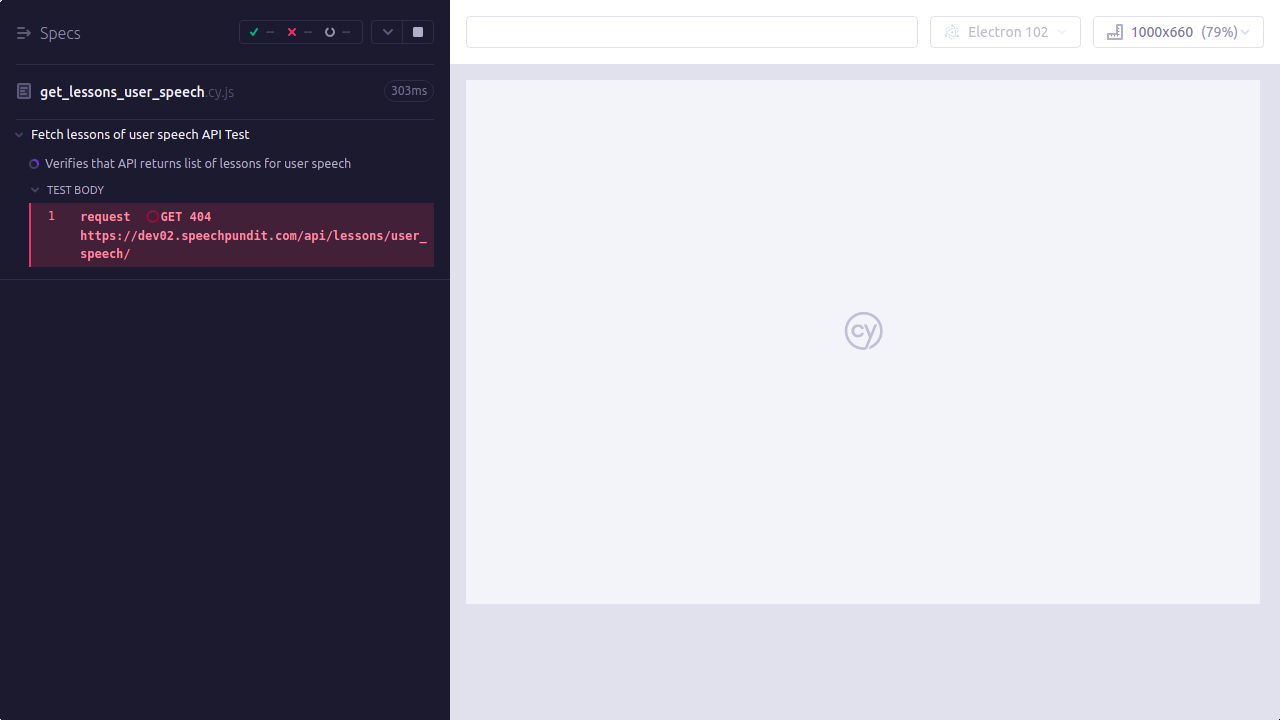 Specs
--
--
--
get_lessons_user_speech.cy.js
303ms
Fetch lessons of user speech API Test
Verifies that API returns list of lessons for user speech
TEST BODY
1 request GET 404
https://dev02.speechpundit.com/api/lessons/user_
speech/
Electron 102
1000x660 (79%)
cy